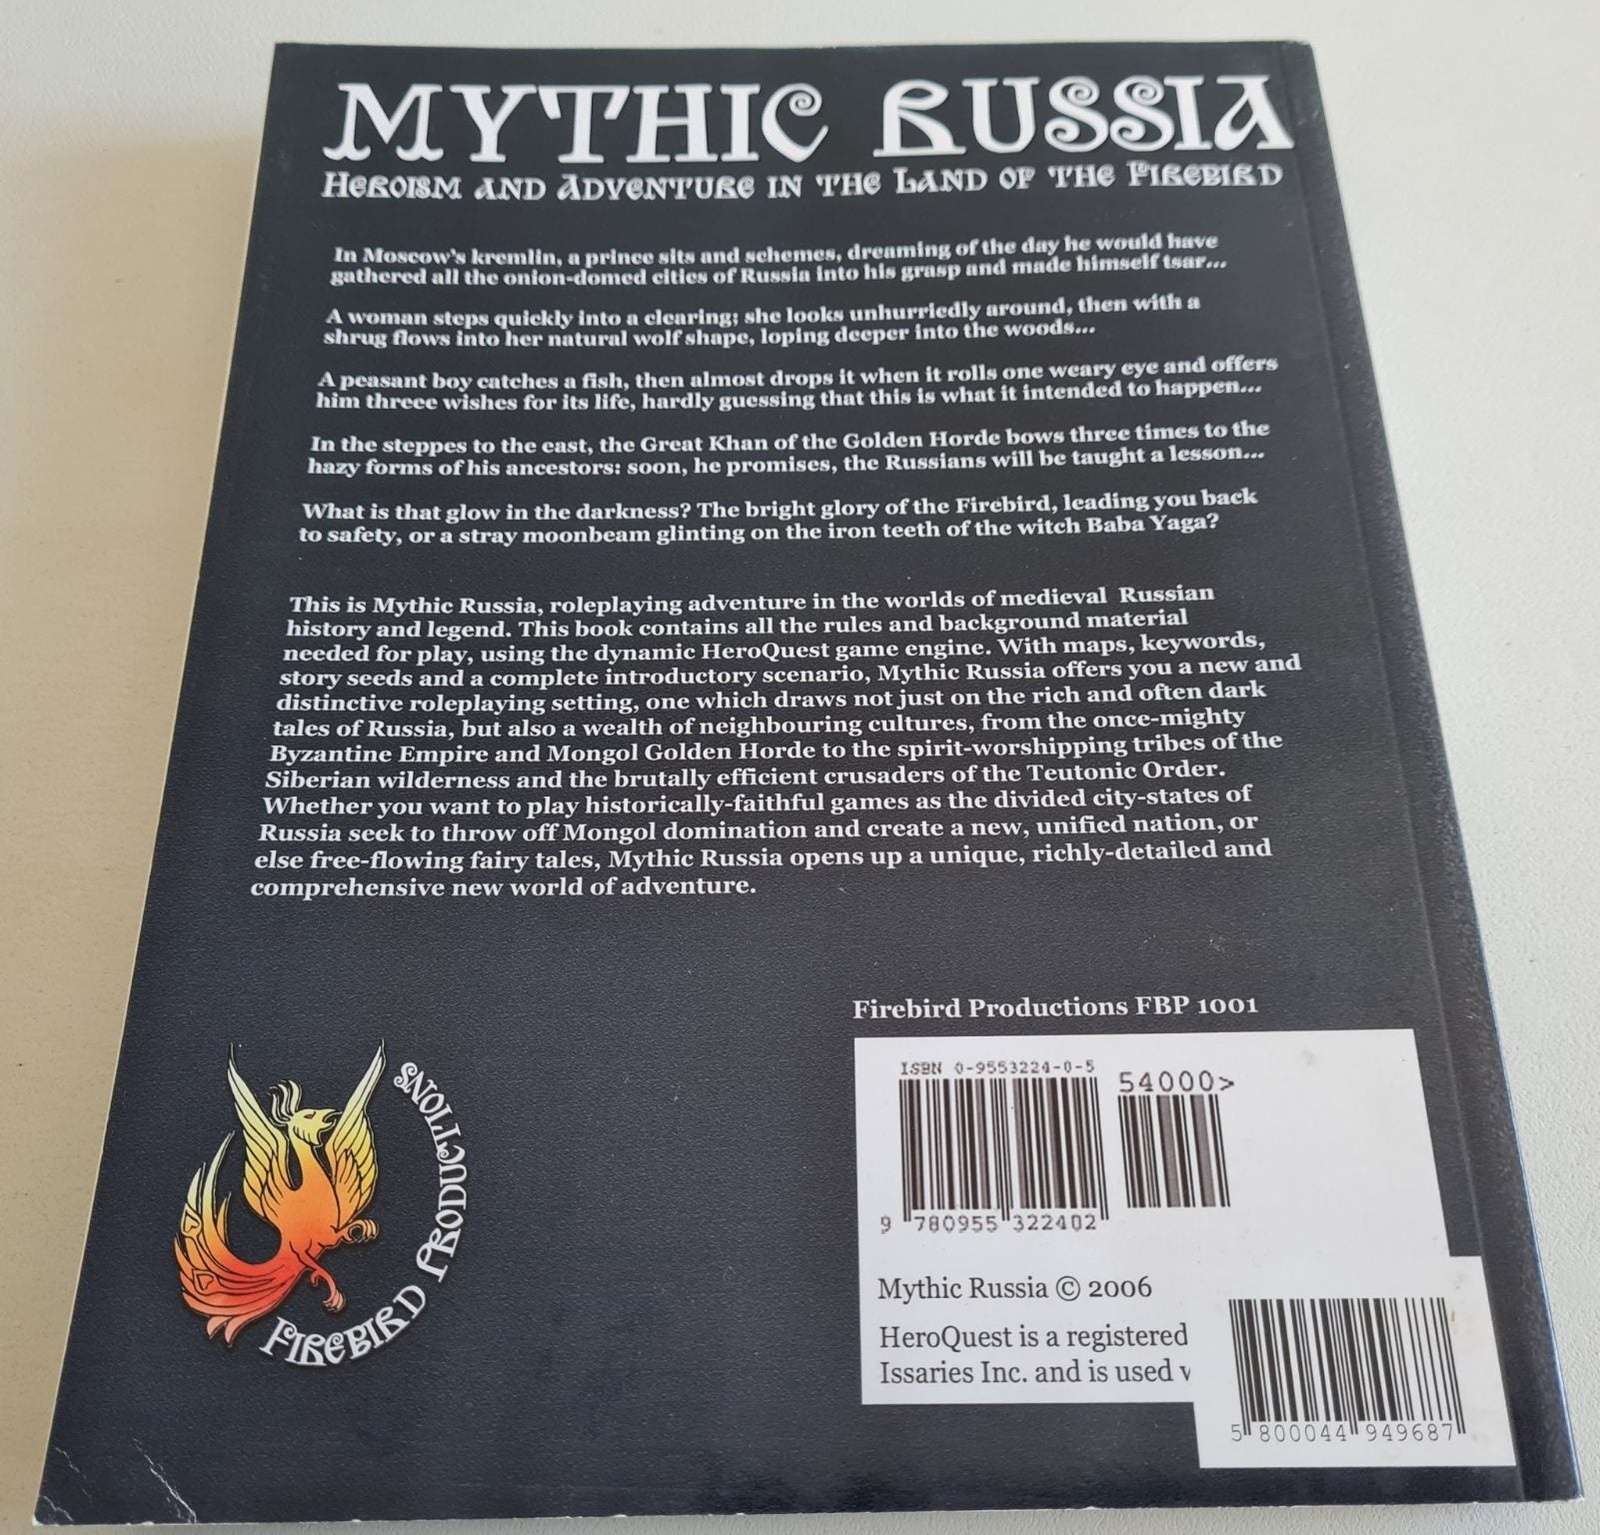 MYTHIC RUSSIA
HEROISM AND ADVENTURE IN THE LAND OF THE FIREBIRD
In Moscow's kremlin, a prince sits and schemes, dreaming of the day he would have
gathered all the onion-domed cities of Russia into his grasp and made himself tsar...
A woman steps quickly into a clearing; she looks unhurriedly around, then with a
shrug flows into her natural wolf shape, loping deeper into the woods...
A peasant boy catches a fish, then almost drops it when it rolls one weary eye and offers
him threee wishes for its life, hardly guessing that this is what it intended to happen...
In the steppes to the east, the Great Khan of the Golden Horde bows three times to the
hazy forms of his ancestors: soon, he promises, the Russians will be taught a lesson...
What is that glow in the darkness? The bright glory of the Firebird, leading you back
to safety, or a stray moonbeam glinting on the iron teeth of the witch Baba Yaga?
This is Mythic Russia, roleplaying adventure in the worlds of medieval Russian
history and legend. This book contains all the rules and background material
needed for play, using the dynamic HeroQuest game engine. With maps, keywords,
story seeds and a complete introductory scenario, Mythic Russia offers you a new and
distinctive roleplaying setting, one which draws not just on the rich and often dark
tales of Russia, but also a wealth of neighbouring cultures, from the once-mighty
Byzantine Empire and Mongol Golden Horde to the spirit-worshipping tribes of the
Siberian wilderness and the brutally efficient crusaders of the Teutonic Order.
Whether you want to play historically-faithful games as the divided city-states of
Russia seek to throw off Mongol domination and create a new, unified nation, or
else free-flowing fairy tales, Mythic Russia opens up a unique, richly-detailed and
comprehensive new world of adventure.
Firebird Productions FBP 1001
ISBN 0-9553224-0-5
54000>
9 780955 322402
FIREBIRD PRODUCTIONS
Mythic Russia © 2006
HeroQuest is a registered
Issaries Inc. and is used
5 800044 949687